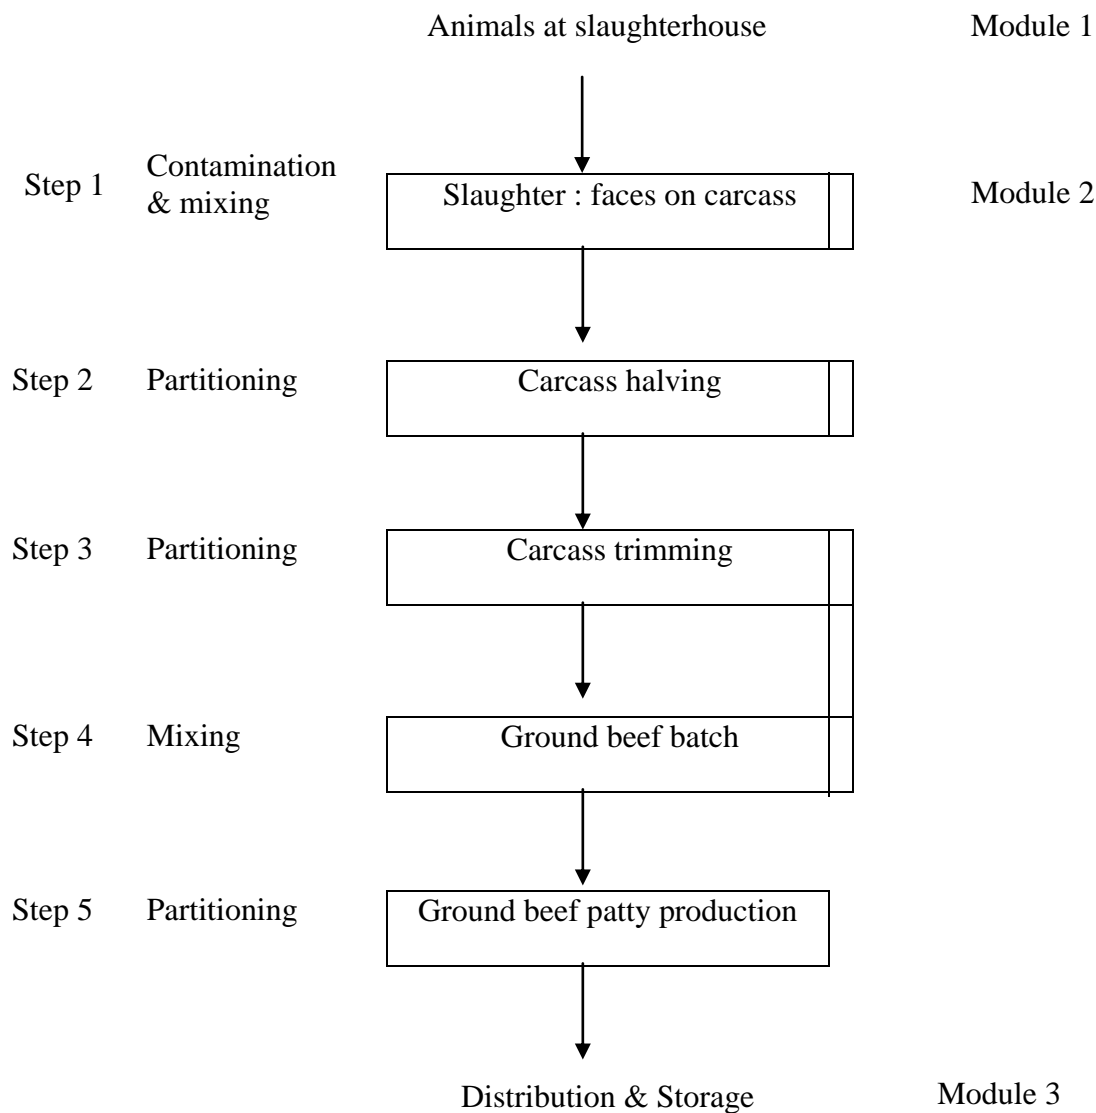 Animals at slaughterhouse Module 1
Step 1 Contamination
& mixing Slaughter : faces on carcass Module 2
Step 2 Partitioning Carcass halving
Step 3 Partitioning Carcass trimming
Step 4 Mixing Ground beef batch
Step 5 Partitioning Ground beef patty production
Distribution & Storage Module 3